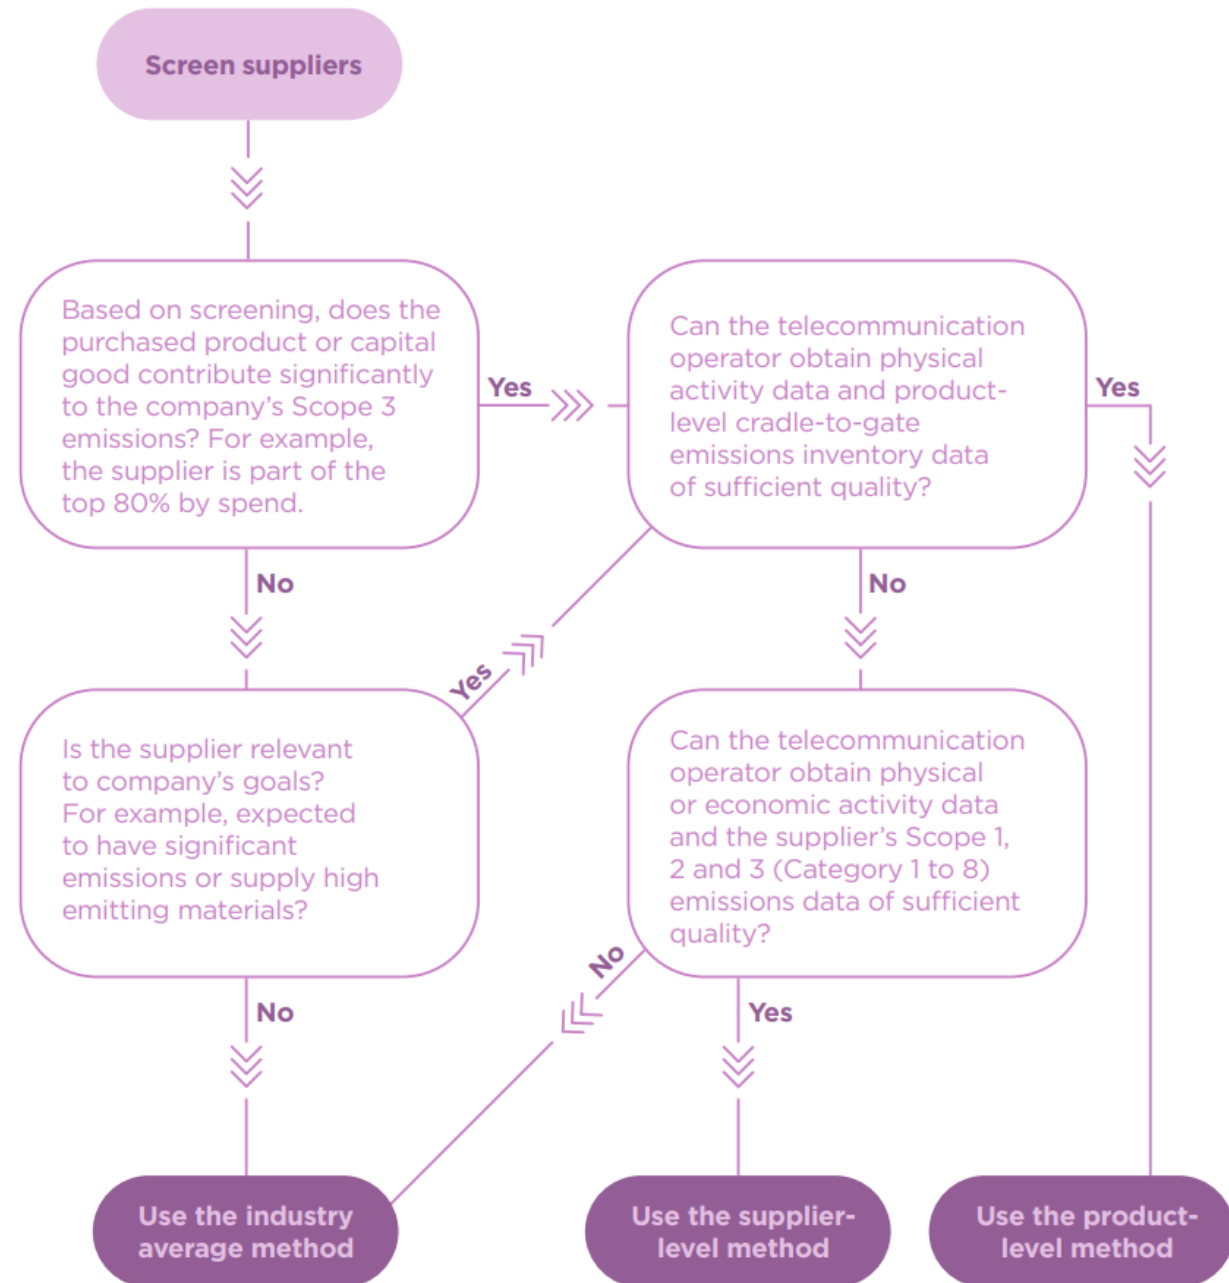 Screen suppliers
Based on screening, does the
purchased product or capital
good contribute significantly
to the company's Scope 3
emissions? For example,
the supplier is part of the
top 80% by spend.
Yes
Can the telecommunication
operator obtain physical
activity data and product-
level cradle-to-gate
emissions inventory data
of sufficient quality?
Yes
No
No
Yes
Is the supplier relevant
to company's goals?
For example, expected
to have significant
emissions or supply high
emitting materials?
Can the telecommunication
operator obtain physical
or economic activity data
and the supplier's Scope 1,
2 and 3 (Category 1 to 8)
emissions data of sufficient
quality?
No
No
Yes
Use the industry
average method
Use the supplier-
level method
Use the product-
level method